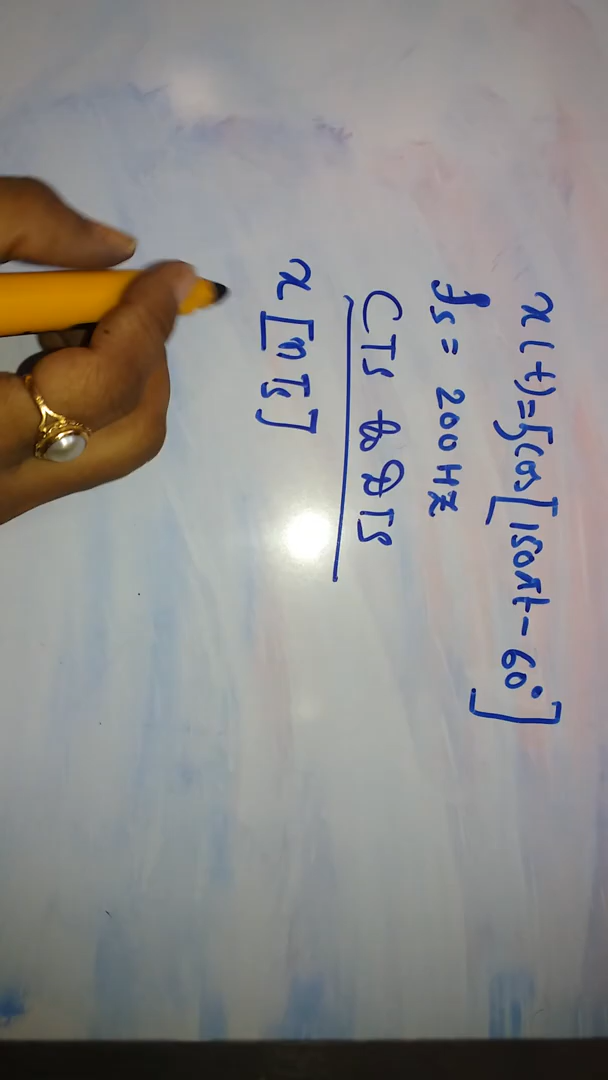 x(t)=5cos[150πt-60°]
fs = 200 HZ
CTS to DTS
x[nTs]